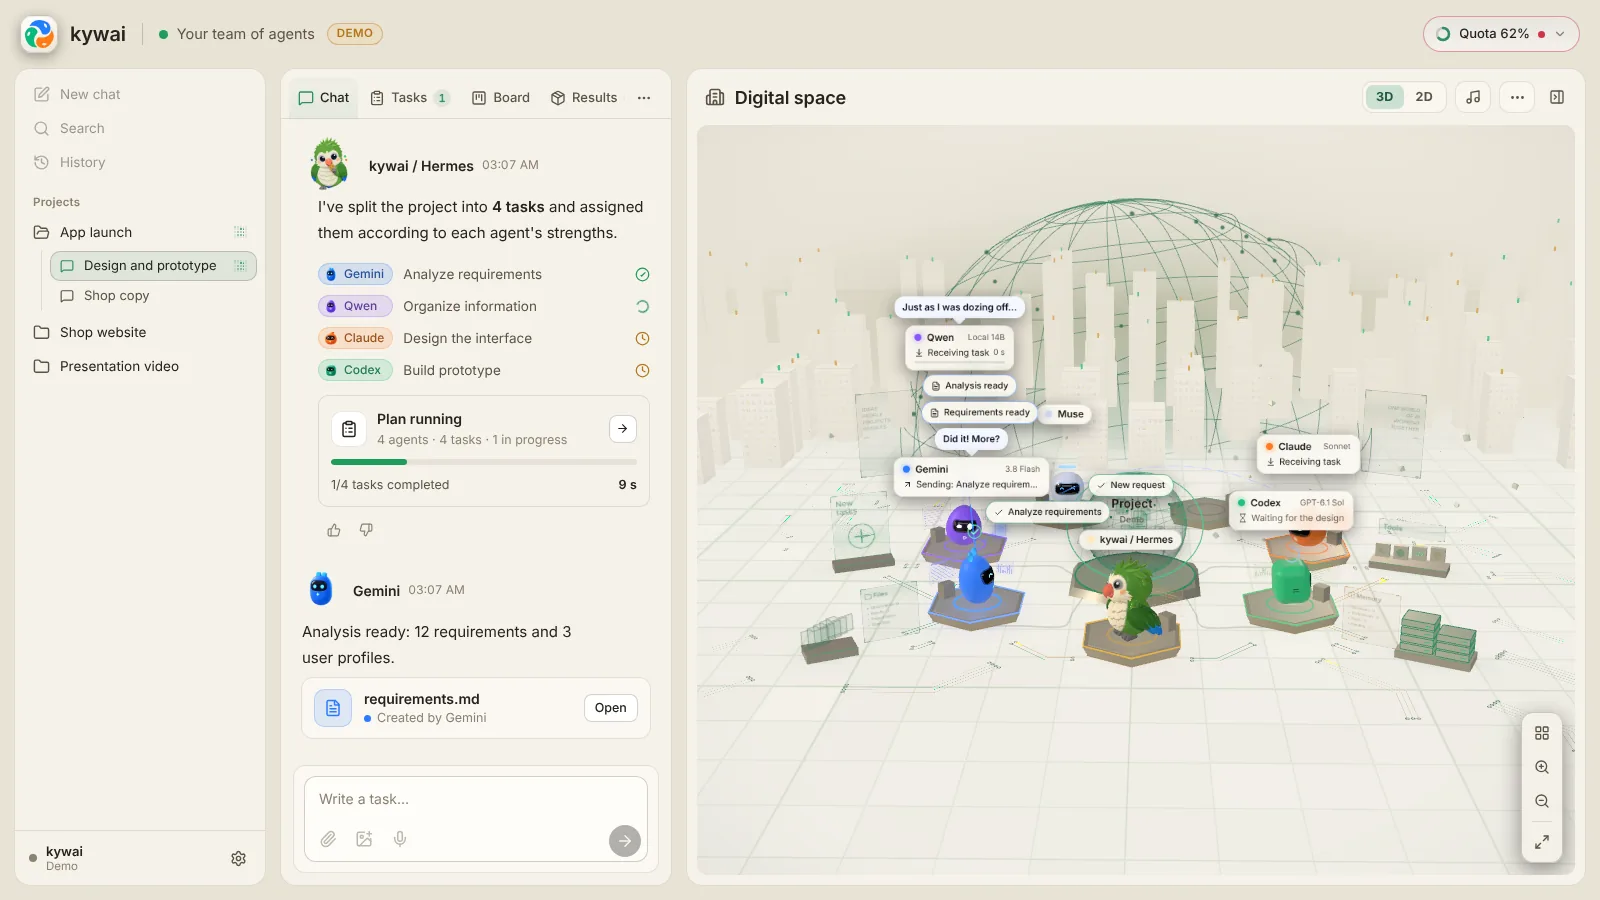 kywai
Your team of agents
DEMO
Quota 62%
New chat
Search
History
Projects
App launch
Design and prototype
Shop copy
Shop website
Presentation video
kywai
Demo
Chat
Tasks 1
Board
Results
kywai / Hermes 03:07 AM
I've split the project into 4 tasks and assigned
them according to each agent's strengths.
Gemini Analyze requirements
Qwen Organize information
Claude Design the interface
Codex Build prototype
Plan running
4 agents · 4 tasks · 1 in progress
1/4 tasks completed 9 s
Gemini 03:07 AM
Analysis ready: 12 requirements and 3
user profiles.
requirements.md
Created by Gemini
Open
Write a task...
Digital space
3D 2D
Just as I was dozing off...
Qwen Local 14B
Receiving task 0 s
Analysis ready
Requirements ready
Muse
Did it! More?
Gemini 3.8 Flash
Sending: Analyze requirem...
New request
Analyze requirements
Project
kywai / Hermes
Claude Sonnet
Receiving task
Codex GPT-6.1 Sol
Waiting for the design
New
tasks
Tools
Files
Memory